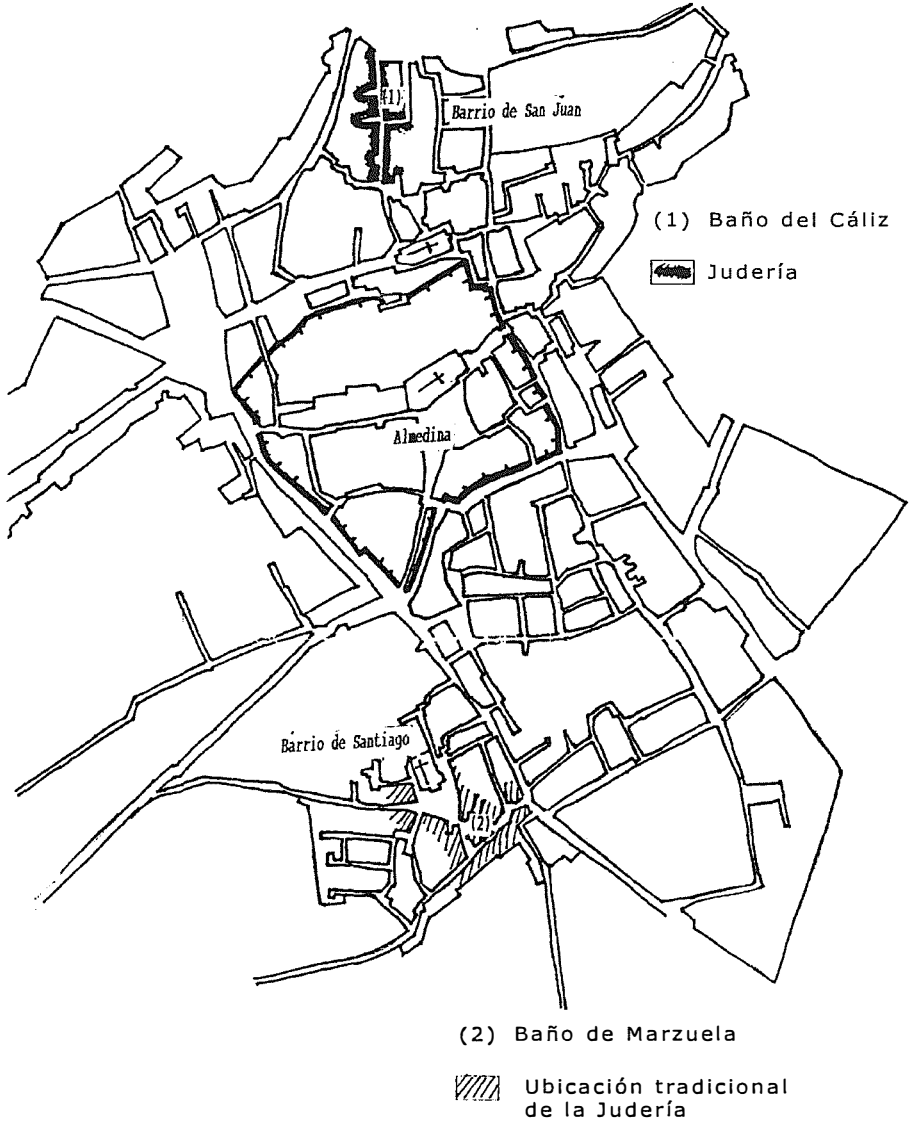 (1)
Barrio de San Juan
(1) Baño del Cáliz
Judería
Almedina
Barrio de Santiago
(2)
(2) Baño de Marzuela
Ubicación tradicional
de la Judería